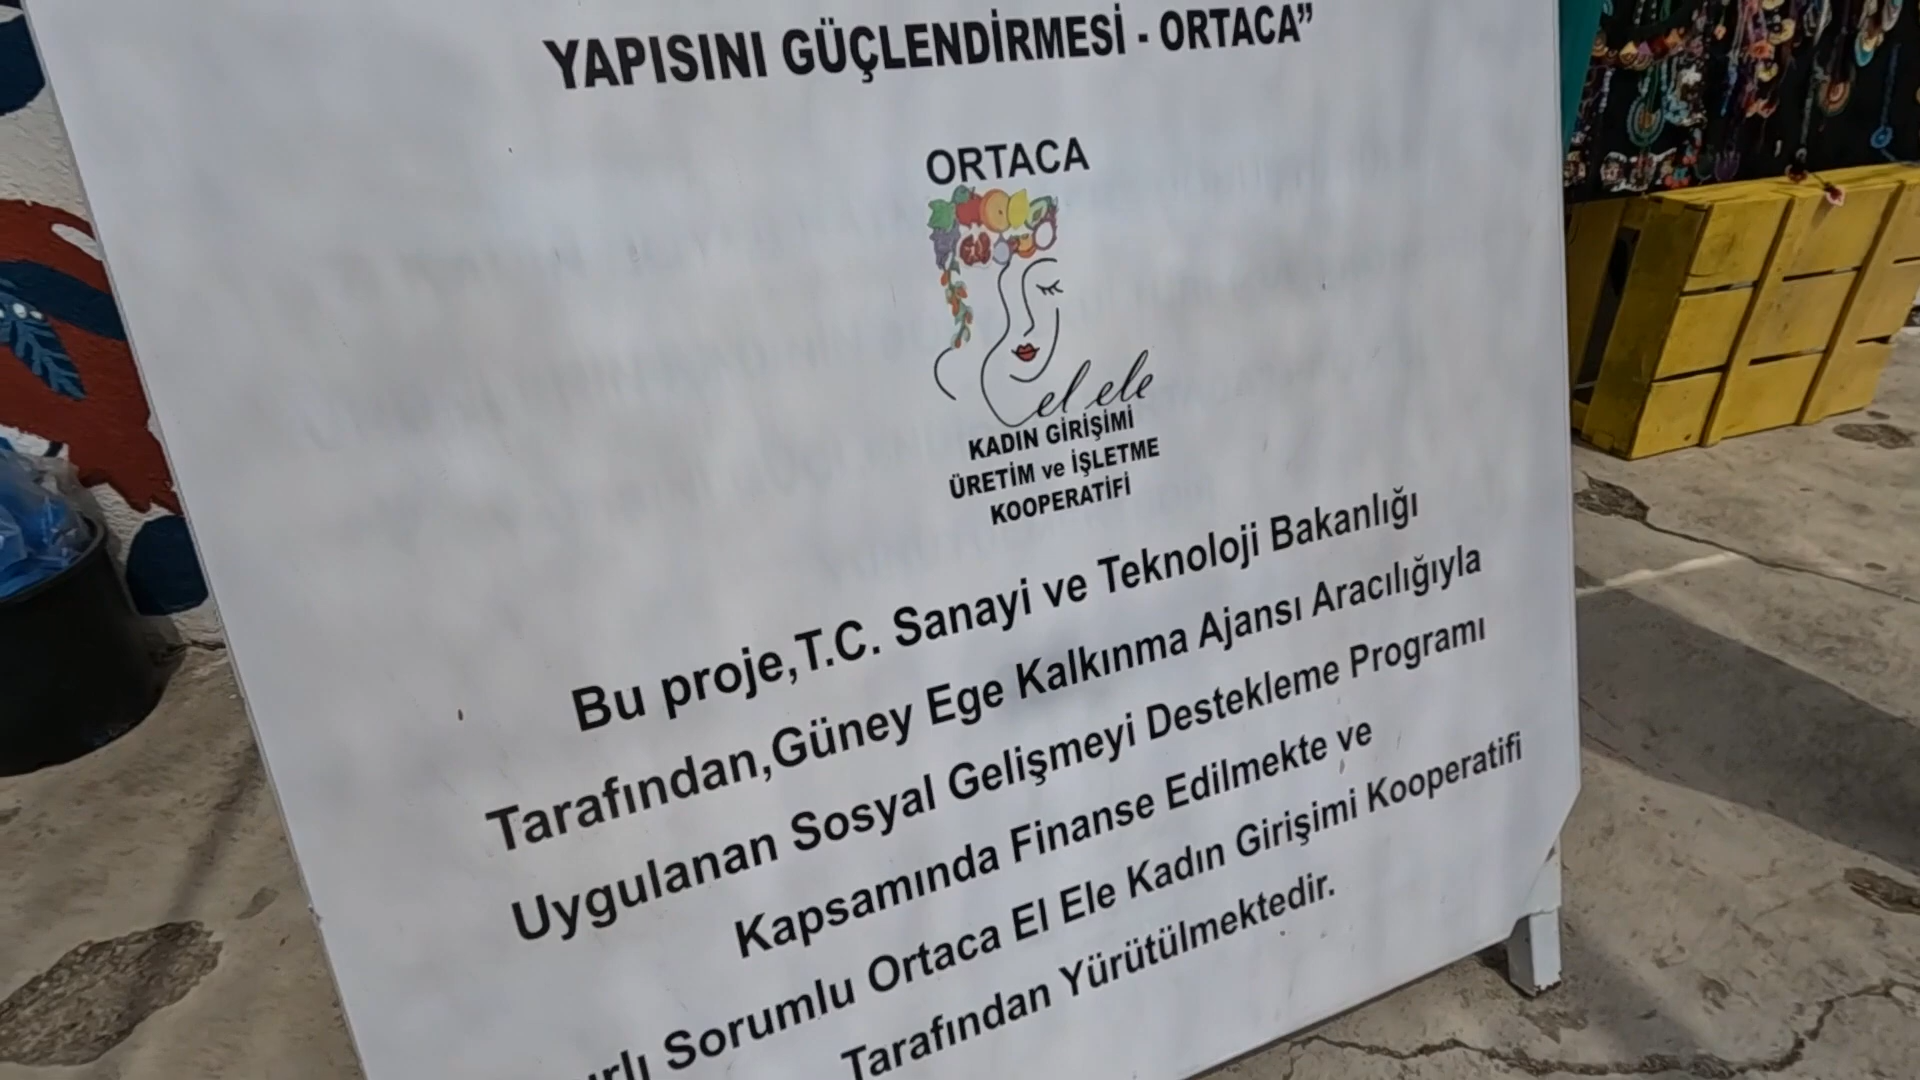 YAPISINI GÜÇLENDİRMESİ - ORTACA”
ORTACA
el ele
KADIN GİRİŞİMİ
ÜRETİM ve İŞLETME
KOOPERATİFİ
Bu proje,T.C. Sanayi ve Teknoloji Bakanlığı
Tarafından,Güney Ege Kalkınma Ajansı Aracılığıyla
Uygulanan Sosyal Gelişmeyi Destekleme Programı
Kapsamında Finanse Edilmekte ve
Sorumlu Ortaca El Ele Kadın Girişimi Kooperatifi
Tarafından Yürütülmektedir.